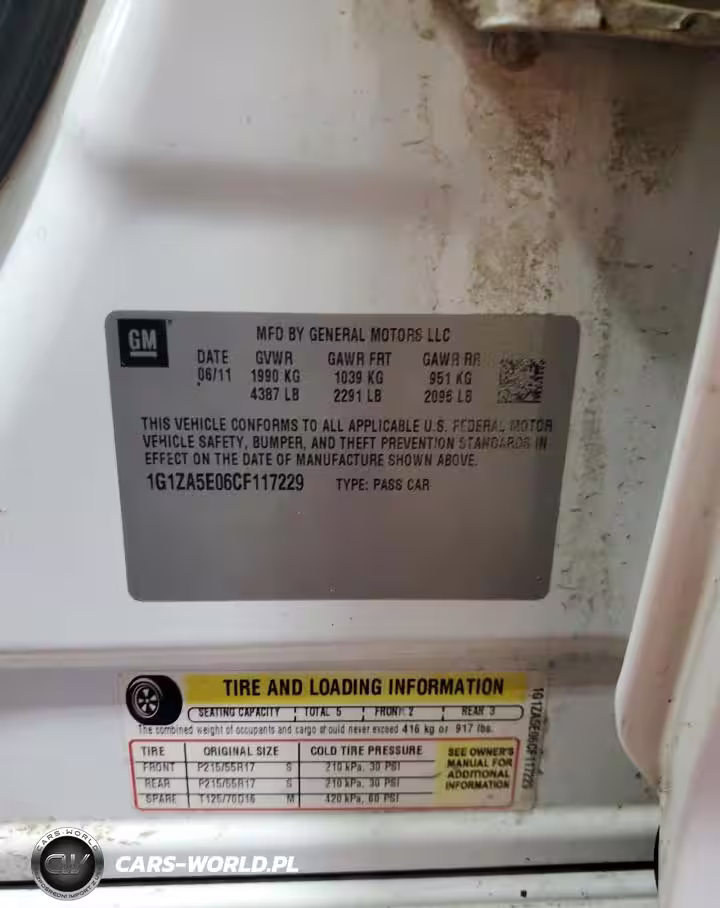 GM
MFD BY GENERAL MOTORS LLC
DATE GVWR GAWR FRT GAWR RR
06/11 1990 KG 1039 KG 951 KG
4387 LB 2291 LB 2096 LB
THIS VEHICLE CONFORMS TO ALL APPLICABLE U.S. FEDERAL MOTOR
VEHICLE SAFETY, BUMPER, AND THEFT PREVENTION STANDARDS IN
EFFECT ON THE DATE OF MANUFACTURE SHOWN ABOVE.
1G1ZA5E06CF117229 TYPE: PASS CAR
TIRE AND LOADING INFORMATION
SEATING CAPACITY TOTAL 5 FRONT 2 REAR 3
The combined weight of occupants and cargo should never exceed 416 kg or 917 lbs.
TIRE ORIGINAL SIZE COLD TIRE PRESSURE
FRONT P215/55R17 S 210 kPa, 30 PSI
REAR P215/55R17 S 210 kPa, 30 PSI
SPARE T125/70D16 M 420 kPa, 60 PSI
SEE OWNER'S
MANUAL FOR
ADDITIONAL
INFORMATION
1G1ZA5E06CF117229
CARS-WORLD
CW
CARS-WORLD.PL